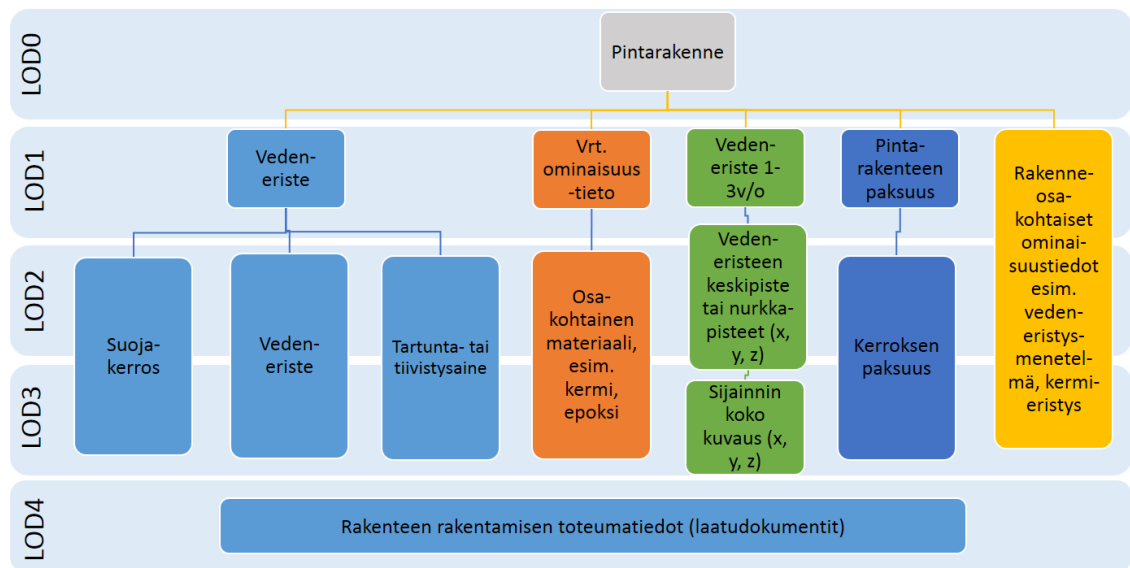 LOD0
Pintarakenne
LOD1
Veden-
eriste
Vrt.
ominaisuus
-tieto
Veden-
eriste 1-
3v/o
Pinta-
rakenteen
paksuus
Rakenne-
osa-
kohtaiset
ominai-
suustiedot
esim.
veden-
eristys-
menetel-
mä, kermi-
eristys
LOD2
LOD3
Suoja-
kerros
Veden-
eriste
Tartunta- tai
tiivistysaine
Osa-
kohtainen
materiaali,
esim.
kermi,
epoksi
Veden-
eristeen
keskipiste
tai nurkka-
pisteet (x,
y, z)
Sijainnin
koko
kuvaus (x,
y, z)
Kerroksen
paksuus
LOD4
Rakenteen rakentamisen toteumatiedot (laatudokumentit)